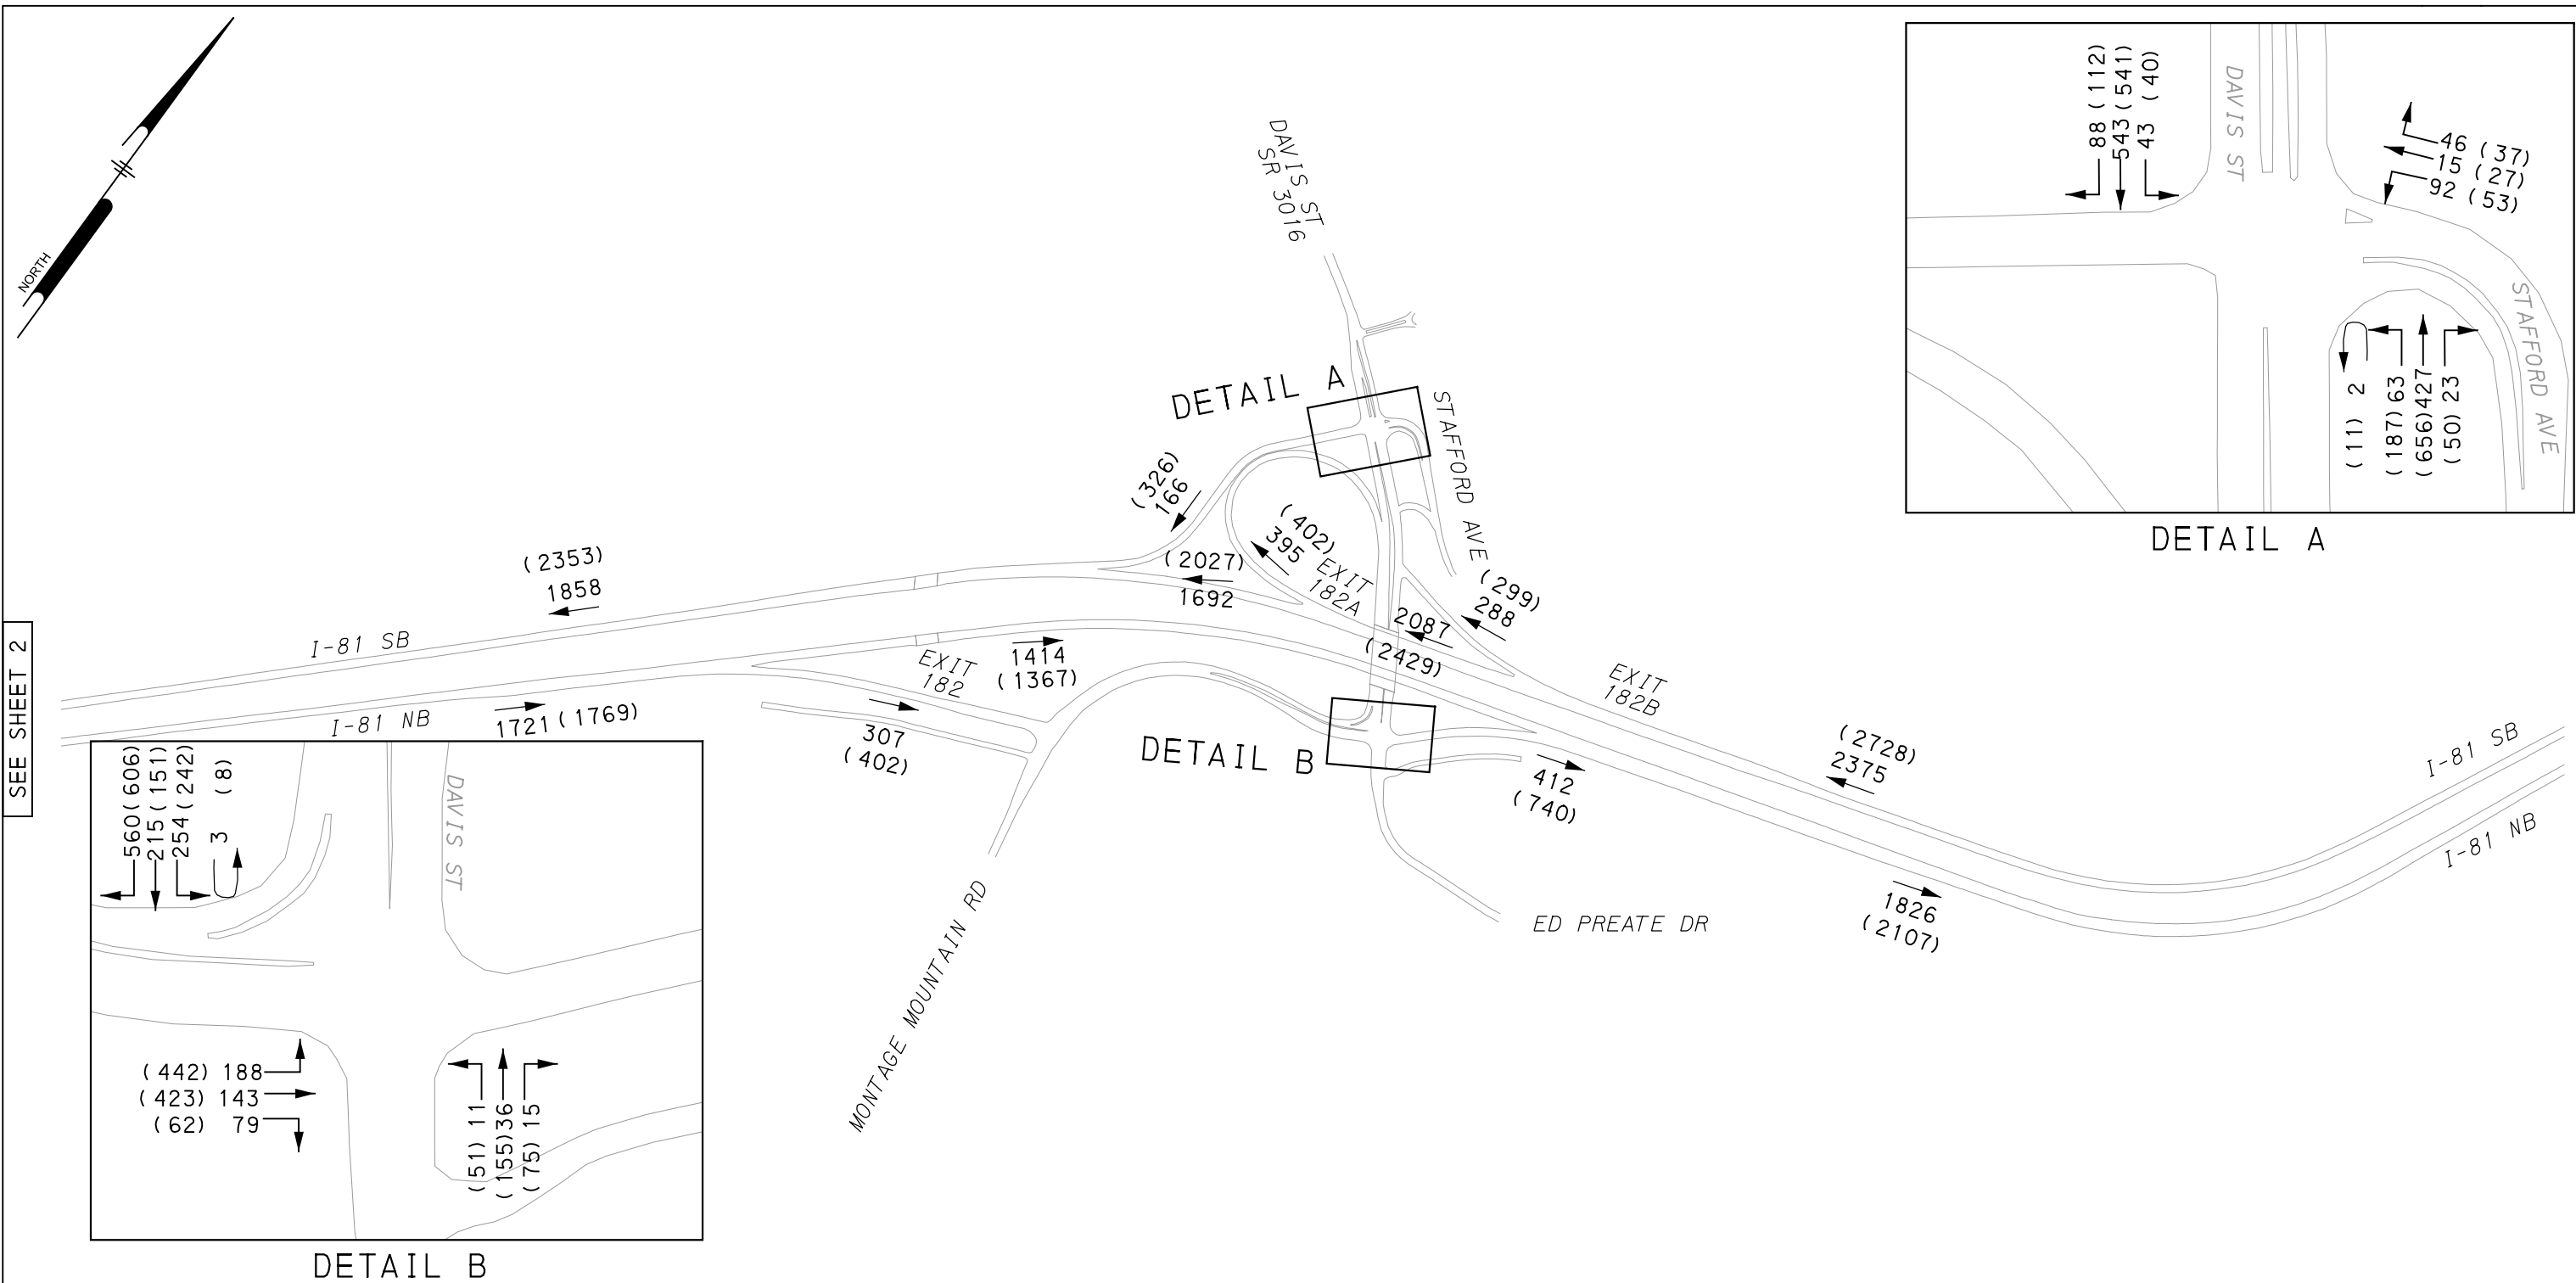 NORTH
SEE SHEET 2
DAVIS ST
SR 3016
DETAIL A
STAFFORD AVE
(326)
166
(402)
395
EXIT
182A
(299)
288
(2353)
1858
(2027)
1692
2087
(2429)
I-81 SB
I-81 NB
1721 (1769)
EXIT
182
1414
(1367)
307
(402)
EXIT
182B
DETAIL B
412
(740)
(2728)
2375
1826
(2107)
I-81 SB
I-81 NB
ED PREATE DR
MONTAGE MOUNTAIN RD
88 (112)
543 (541)
43 (40)
DAVIS ST
46 (37)
15 (27)
92 (53)
STAFFORD AVE
(11) 2
(187) 63
(656) 427
(50) 23
DETAIL A
560 (606)
215 (151)
254 (242)
3 (8)
DAVIS ST
(442) 188
(423) 143
(62) 79
(51) 11
(155) 36
(75) 15
DETAIL B